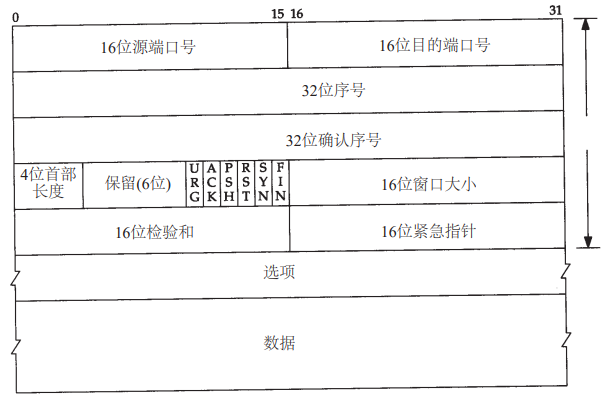 0 15 16 31
16位源端口号 16位目的端口号
32位序号
32位确认序号
4位首部
长度
保留(6位)
URG ACK PSH RST SYN FIN
16位窗口大小
16位检验和 16位紧急指针
选项
数据